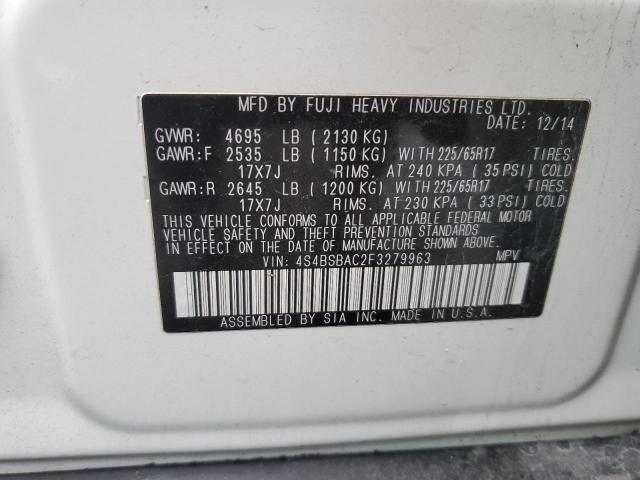 MFD BY FUJI HEAVY INDUSTRIES LTD.
DATE: 12/14
GVWR: 4695 LB ( 2130 KG)
GAWR:F 2535 LB ( 1150 KG) WITH 225/65R17 TIRES.
17X7J RIMS. AT 240 KPA ( 35 PSI) COLD
GAWR:R 2645 LB ( 1200 KG) WITH 225/65R17 TIRES.
17X7J RIMS. AT 230 KPA ( 33 PSI) COLD
THIS VEHICLE CONFORMS TO ALL APPLICABLE FEDERAL MOTOR
VEHICLE SAFETY AND THEFT PREVENTION STANDARDS
IN EFFECT ON THE DATE OF MANUFACTURE SHOWN ABOVE.
VIN: 4S4BSBAC2F3279963 MPV
ASSEMBLED BY SIA INC. MADE IN U.S.A.